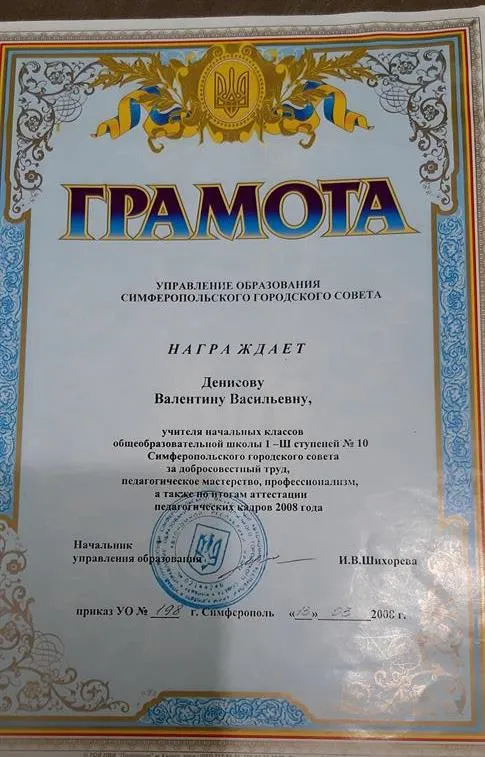 ГРАМОТА
УПРАВЛЕНИЕ ОБРАЗОВАНИЯ
СИМФЕРОПОЛЬСКОГО ГОРОДСКОГО СОВЕТА
НАГРАЖДАЕТ
Денисову
Валентину Васильевну,
учителя начальных классов
общеобразовательной школы 1 –Ш ступеней № 10
Симферопольского городского совета
за добросовестный труд,
педагогическое мастерство, профессионализм,
а также по итогам аттестации
педагогических кадров 2008 года
Начальник
управления образования И.В.Шихорева
приказ УО № 198 г. Симферополь «13» 03 2008 г.